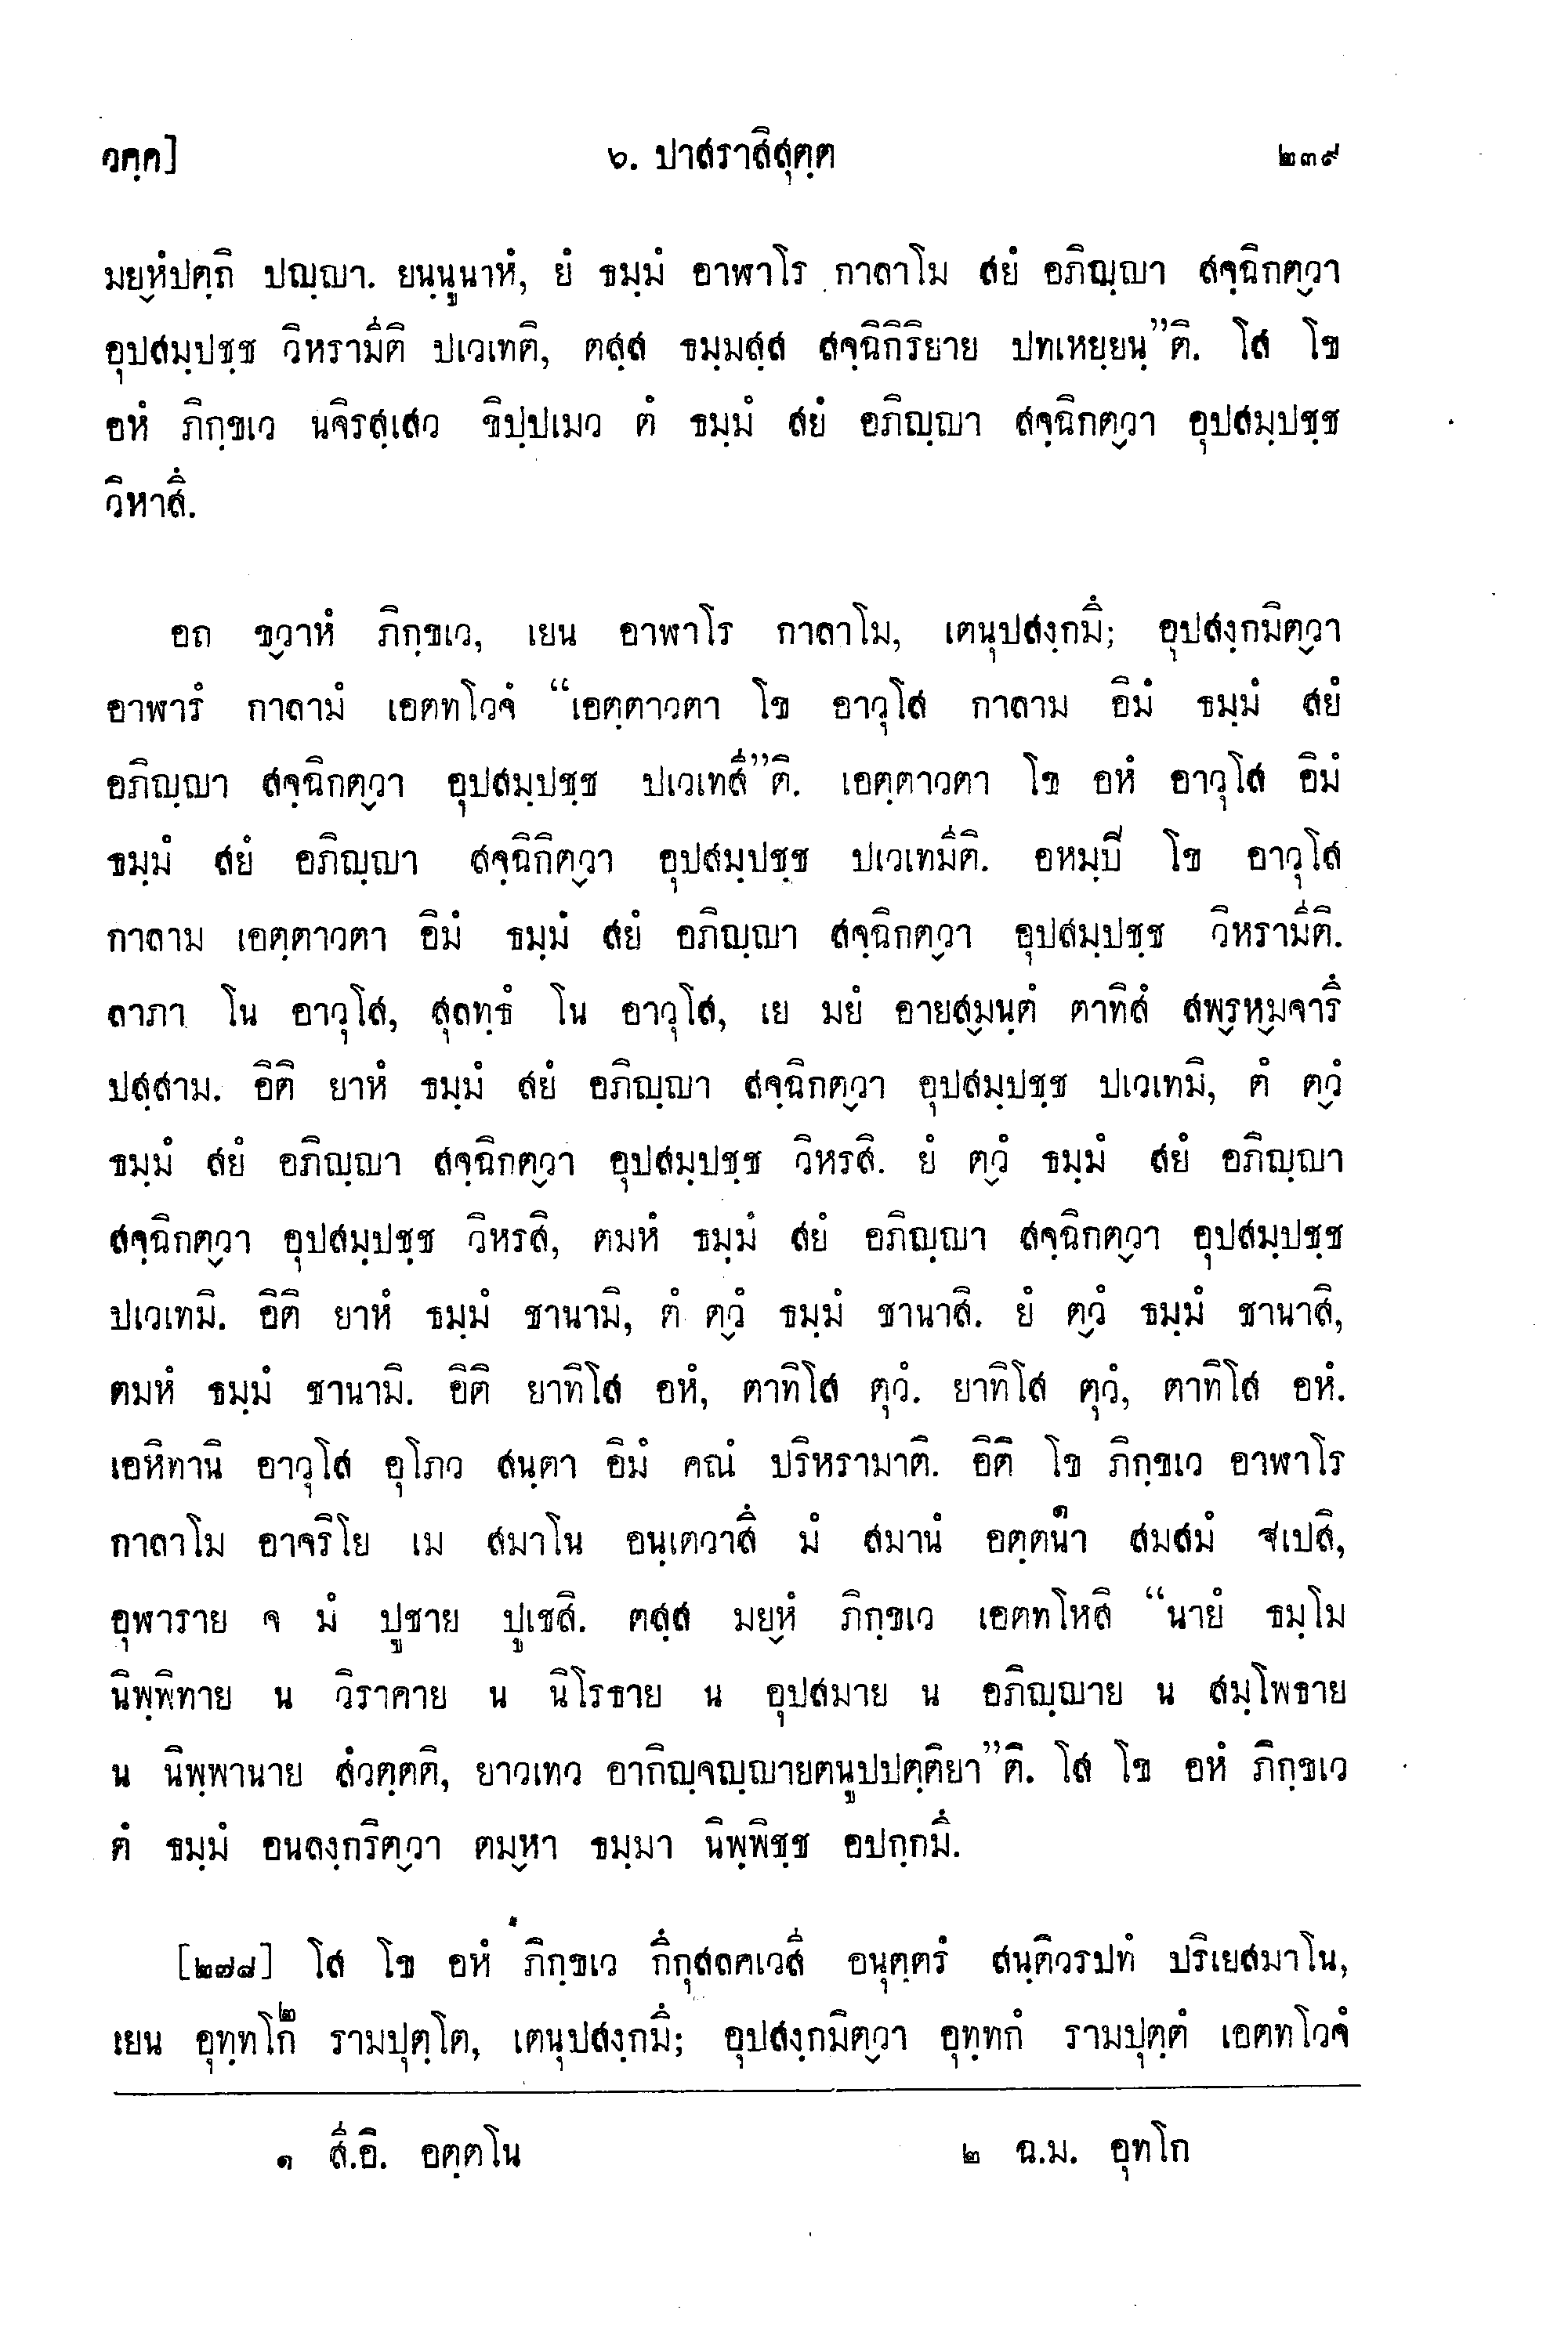 วคฺค] ๖. ปาสราสิสุตฺต ๒๓๙
มยฺหํปตฺถิ ปญฺญา. ยนฺนูนาหํ, ยํ ธมฺมํ อาฬาโร กาลาโม สยํ อภิญฺญา สจฺฉิกตฺวา
อุปสมฺปชฺช วิหรามีติ ปเวเทติ, ตสฺส ธมฺมสฺส สจฺฉิกิริยาย ปทเหยฺยนฺ”ติ. โส โข
อหํ ภิกฺขเว นจิรสฺเสว ขิปฺปเมว ตํ ธมฺมํ สยํ อภิญฺญา สจฺฉิกตฺวา อุปสมฺปชฺช
วิหาสึ.
อถ ขฺวาหํ ภิกฺขเว, เยน อาฬาโร กาลาโม, เตนุปสงฺกมึ; อุปสงฺกมิตฺวา
อาฬารํ กาลามํ เอตทโวจํ “เอตฺตาวตา โข อาวุโส กาลาม อิมํ ธมฺมํ สยํ
อภิญฺญา สจฺฉิกตฺวา อุปสมฺปชฺช ปเวเทสี”ติ. เอตฺตาวตา โข อหํ อาวุโส อิมํ
ธมฺมํ สยํ อภิญฺญา สจฺฉิกิตฺวา อุปสมฺปชฺช ปเวเทมีติ. อหมฺปิ โข อาวุโส
กาลาม เอตฺตาวตา อิมํ ธมฺมํ สยํ อภิญฺญา สจฺฉิกตฺวา อุปสมฺปชฺช วิหรามีติ.
ลาภา โน อาวุโส, สุลทฺธํ โน อาวุโส, เย มยํ อายสฺมนฺตํ ตาทิสํ สพฺรหฺมจารึ
ปสฺสาม. อิติ ยาหํ ธมฺมํ สยํ อภิญฺญา สจฺฉิกตฺวา อุปสมฺปชฺช ปเวเทมิ, ตํ ตฺวํ
ธมฺมํ สยํ อภิญฺญา สจฺฉิกตฺวา อุปสมฺปชฺช วิหรสิ. ยํ ตฺวํ ธมฺมํ สยํ อภิญฺญา
สจฺฉิกตฺวา อุปสมฺปชฺช วิหรสิ, ตมหํ ธมฺมํ สยํ อภิญฺญา สจฺฉิกตฺวา อุปสมฺปชฺช
ปเวเทมิ. อิติ ยาหํ ธมฺมํ ชานามิ, ตํ ตฺวํ ธมฺมํ ชานาสิ. ยํ ตฺวํ ธมฺมํ ชานาสิ,
ตมหํ ธมฺมํ ชานามิ. อิติ ยาทิโส อหํ, ตาทิโส ตุวํ. ยาทิโส ตุวํ, ตาทิโส อหํ.
เอหิทานิ อาวุโส อุโภว สนฺตา อิมํ คณํ ปริหรามาติ. อิติ โข ภิกฺขเว อาฬาโร
กาลาโม อาจริโย เม สมาโน อนฺเตวาสึ มํ สมานํ อตฺตนา๑ สมสมํ ฐเปสิ,
อุฬาราย จ มํ ปูชาย ปูเชสิ. ตสฺส มยฺหํ ภิกฺขเว เอตทโหสิ “นายํ ธมฺโม
นิพฺพิทาย น วิราคาย น นิโรธาย น อุปสมาย น อภิญฺญาย น สมฺโพธาย
น นิพฺพานาย สํวตฺตติ, ยาวเทว อากิญฺจญฺญายตนูปปตฺติยา”ติ. โส โข อหํ ภิกฺขเว
ตํ ธมฺมํ อนลงฺกริตฺวา ตมฺหา ธมฺมา นิพฺพิชฺช อปกฺกมึ.
[๒๗๘] โส โข อหํ ภิกฺขเว กึกุสลคเวสี อนุตฺตรํ สนฺติวรปทํ ปริเยสมาโน,
เยน อุทฺทโก๒ รามปุตฺโต, เตนุปสงฺกมึ; อุปสงฺกมิตฺวา อุทฺทกํ รามปุตฺตํ เอตทโวจํ
๑ สี.อิ. อตฺตโน ๒ ฉ.ม. อุทโก